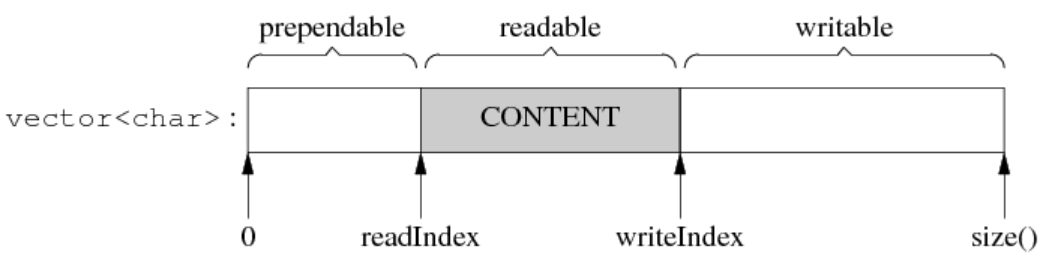 prependable readable writable
vector<char>: CONTENT
0 readIndex writeIndex size()